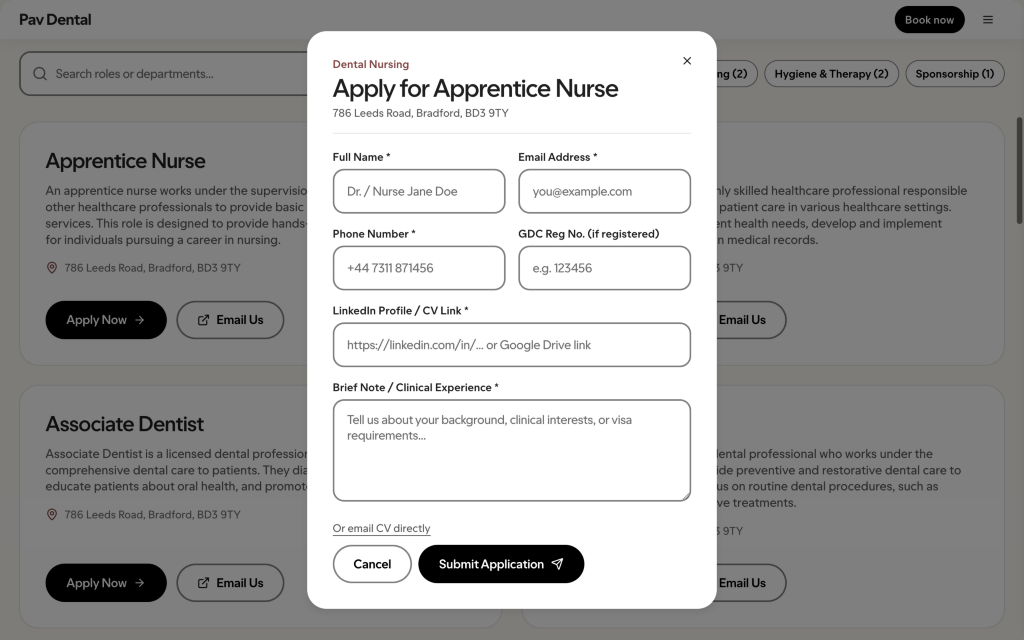 Pav Dental
Book now
Search roles or departments...
ng (2)
Hygiene & Therapy (2)
Sponsorship (1)
Dental Nursing
Apply for Apprentice Nurse
786 Leeds Road, Bradford, BD3 9TY
Full Name *
Email Address *
Dr. / Nurse Jane Doe
you@example.com
Phone Number *
GDC Reg No. (if registered)
+44 7311 871456
e.g. 123456
LinkedIn Profile / CV Link *
https://linkedin.com/in/... or Google Drive link
Brief Note / Clinical Experience *
Tell us about your background, clinical interests, or visa
requirements...
Or email CV directly
Cancel
Submit Application
Apprentice Nurse
An apprentice nurse works under the supervisio
other healthcare professionals to provide basic
services. This role is designed to provide hands-
for individuals pursuing a career in nursing.
786 Leeds Road, Bradford, BD3 9TY
Apply Now
Email Us
hly skilled healthcare professional responsible
patient care in various healthcare settings.
ent health needs, develop and implement
n medical records.
3 9TY
Email Us
Associate Dentist
Associate Dentist is a licensed dental profession
comprehensive dental care to patients. They dia
educate patients about oral health, and promot
786 Leeds Road, Bradford, BD3 9TY
Apply Now
Email Us
dental professional who works under the
ide preventive and restorative dental care to
us on routine dental procedures, such as
ve treatments.
3 9TY
Email Us